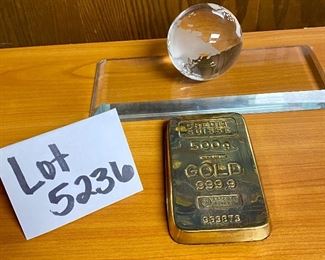 Lot
5236
CREDIT
SUISSE
500g
GOLD
999.9